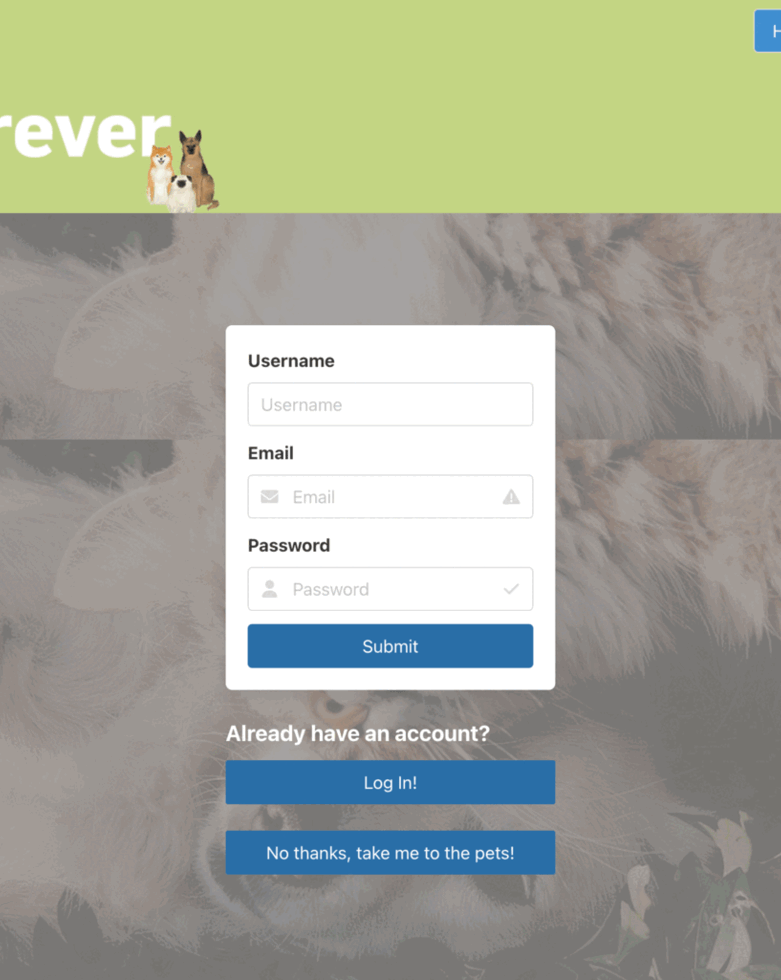 rever
Username
Username
Email
Email
Password
Password
Submit
Already have an account?
Log In!
No thanks, take me to the pets!